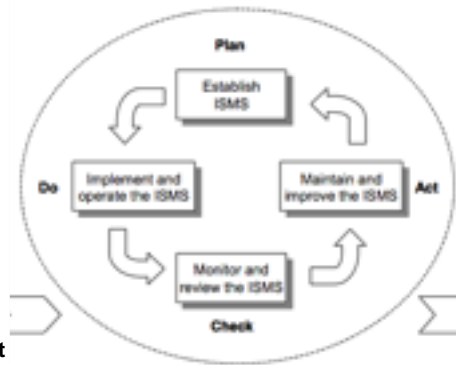 Plan
Establish
ISMS
Do
Implement and
operate the ISMS
Maintain and
improve the ISMS
Act
Monitor and
review the ISMS
Check
t